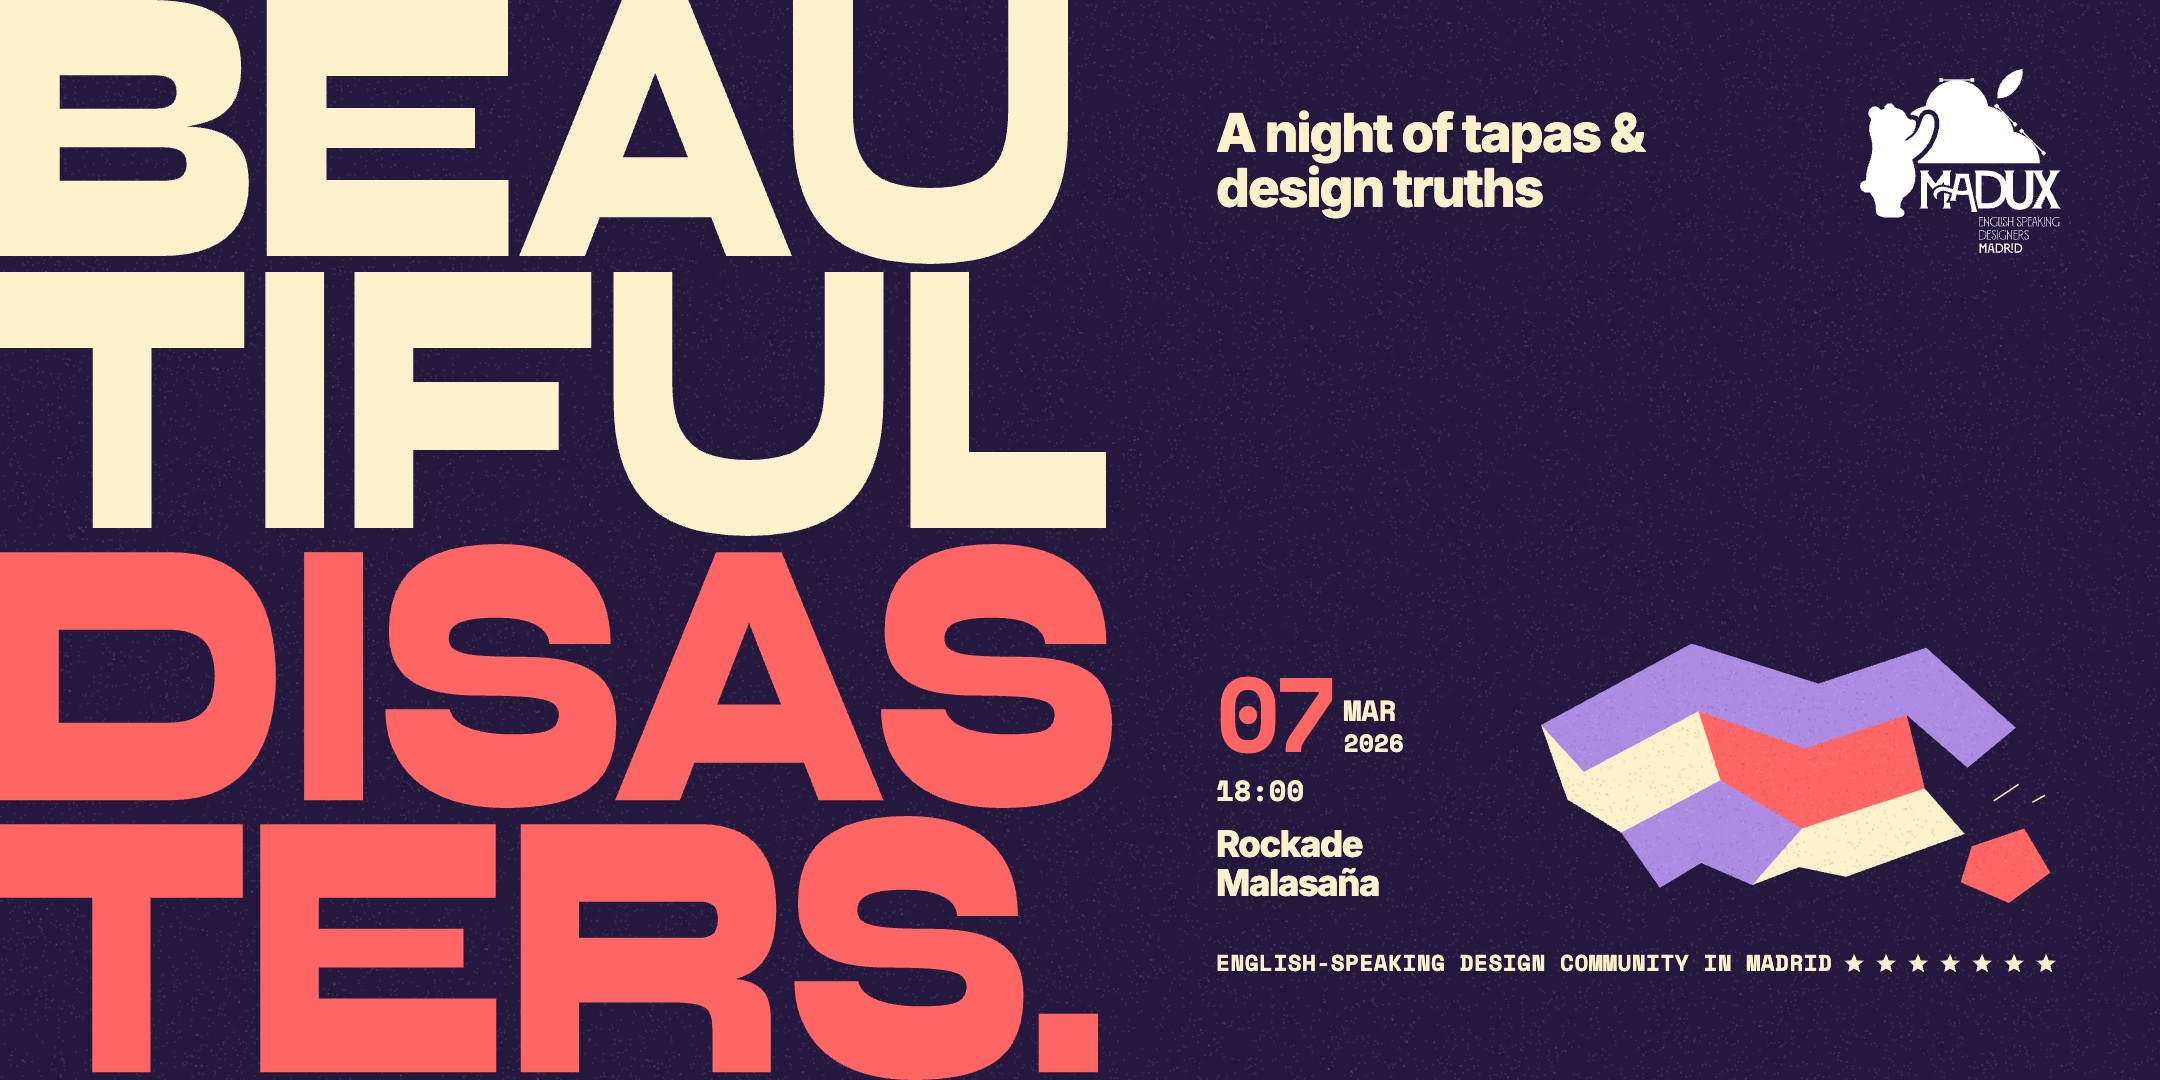 BEAU
TIFUL
DISAS
TERS.
A night of tapas &
design truths
MADUX
ENGLISH SPEAKING
DESIGNERS
MADRID
07 MAR
2026
18:00
Rockade
Malasaña
ENGLISH-SPEAKING DESIGN COMMUNITY IN MADRID ★ ★ ★ ★ ★ ★ ★